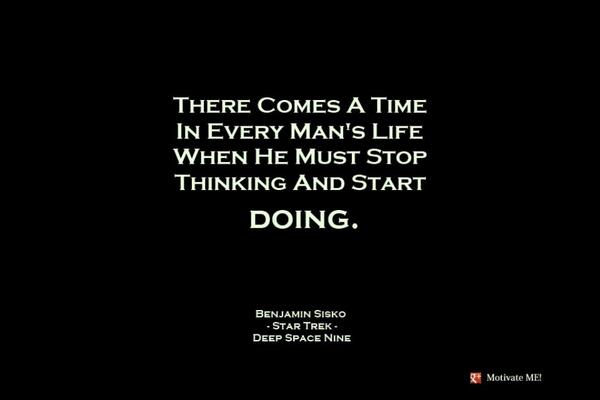 There Comes A Time
In Every Man's Life
When He Must Stop
Thinking And Start
DOING.
Benjamin Sisko
- Star Trek -
Deep Space Nine
g+ Motivate ME!